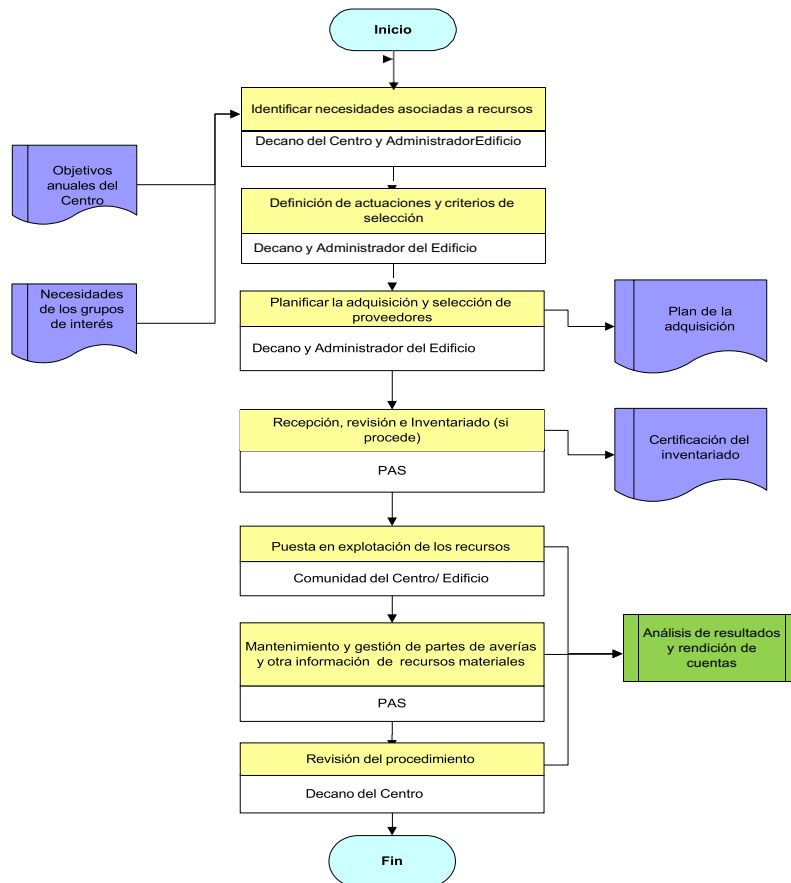 Inicio
Identificar necesidades asociadas a recursos
Decano del Centro y AdministradorEdificio
Objetivos
anuales del
Centro
Definición de actuaciones y criterios de
selección
Decano y Administrador del Edificio
Necesidades
de los grupos
de interés
Planificar la adquisición y selección de
proveedores
Decano y Administrador del Edificio
Plan de la
adquisición
Recepción, revisión e Inventariado (si
procede)
PAS
Certificación del
inventariado
Puesta en explotación de los recursos
Comunidad del Centro/ Edificio
Mantenimiento y gestión de partes de averías
y otra información de recursos materiales
PAS
Análisis de resultados
y rendición de
cuentas
Revisión del procedimiento
Decano del Centro
Fin